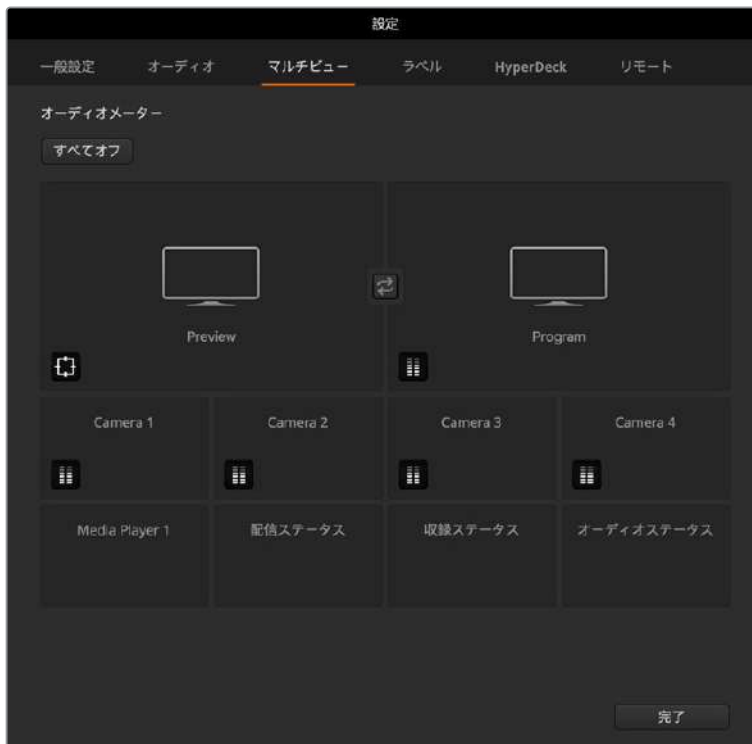 設定
一般設定 オーディオ マルチビュー ラベル HyperDeck リモート
オーディオメーター
すべてオフ
Preview Program
Camera 1 Camera 2 Camera 3 Camera 4
Media Player 1 配信ステータス 収録ステータス オーディオステータス
完了